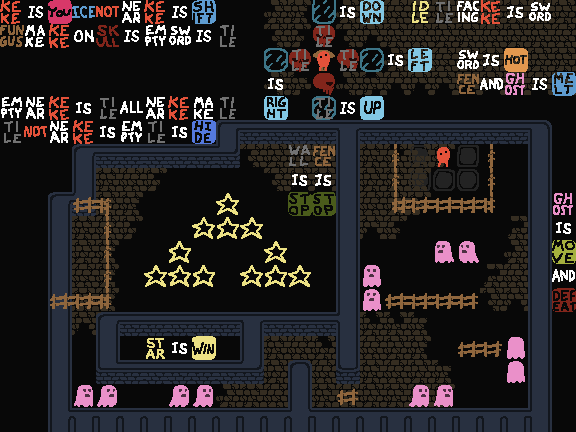 KEKE IS YOU ICE NOT NEAR KEKE IS SHIFT
IS DOWN
IDLE TILE FACING KEKE IS SWORD
FUNGUS MAKE KEKE ON SKULL IS EMPTY SWORD IS TILE
IS LEFT
SWORD IS HOT
IS
FENCE AND GHOST IS MELT
EMPTY NEAR KEKE IS TILE ALL NEAR KEKE MAKE TILE
RIGHT
IS UP
TILE NOT NEAR KEKE IS EMPTY TILE IS HIDE
WALL FENCE
IS IS
STOP STOP
GHOST
IS
MOVE
AND
DEFEAT
STAR IS WIN